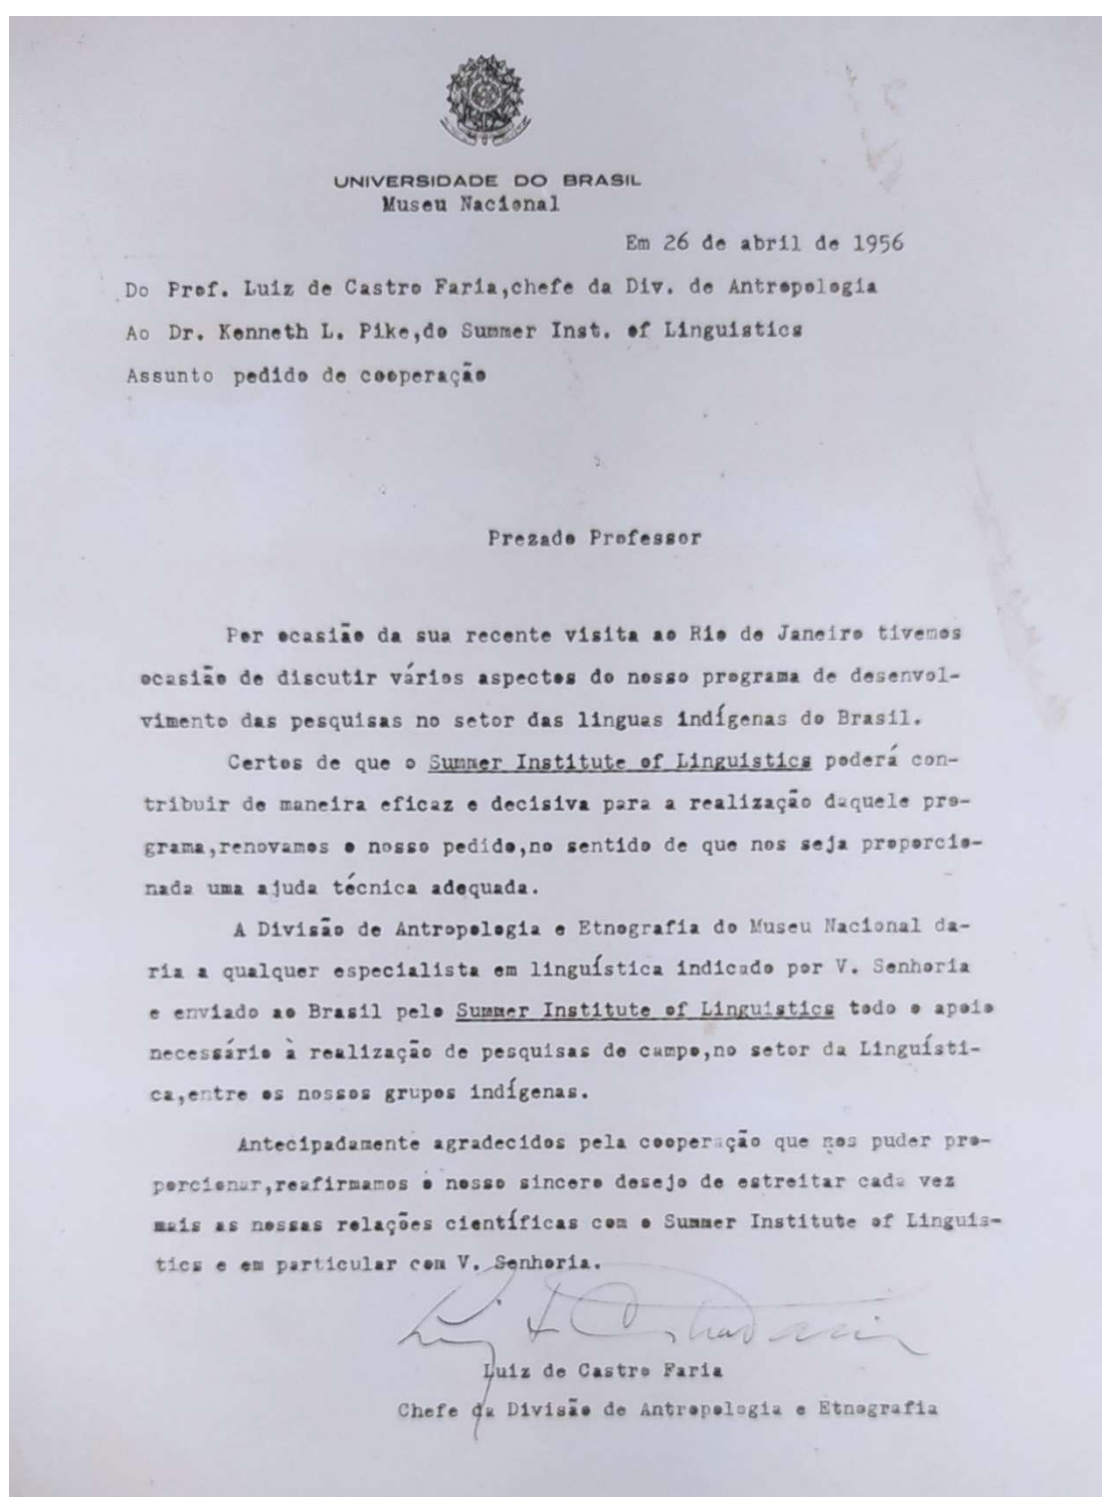 UNIVERSIDADE DO BRASIL
Museu Nacional
Em 26 de abril de 1956
Do Prof. Luiz de Castro Faria,chefe da Div. de Antropologia
Ao Dr. Kenneth L. Pike,do Summer Inst. of Linguistics
Assunto pedido de cooperação
Prezado Professor
Por ocasião da sua recente visita ao Rio de Janeiro tivemos
ocasião de discutir vários aspectos do nosso programa de desenvol-
vimento das pesquisas no setor das linguas indígenas do Brasil.
Certos de que o Summer Institute of Linguistics poderá con-
tribuir de maneira eficaz e decisiva para a realização daquele pro-
grama,renovamos o nosso pedido,no sentido de que nos seja proporcio-
nada uma ajuda técnica adequada.
A Divisão de Antropologia e Etnografia do Museu Nacional da-
ria a qualquer especialista em linguística indicado por V. Senhoria
e enviado ao Brasil pelo Summer Institute of Linguistics todo o apoio
necessário à realização de pesquisas de campo,no setor da Linguísti-
ca,entre os nossos grupos indígenas.
Antecipadamente agradecidos pela cooperação que nos puder pro-
porcionar,reafirmamos o nosso sincero desejo de estreitar cada vez
mais as nossas relações científicas com o Summer Institute of Linguis-
tics e em particular com V. Senhoria.
Luiz de Castro Faria
Luiz de Castro Faria
Chefe da Divisão de Antropologia e Etnografia